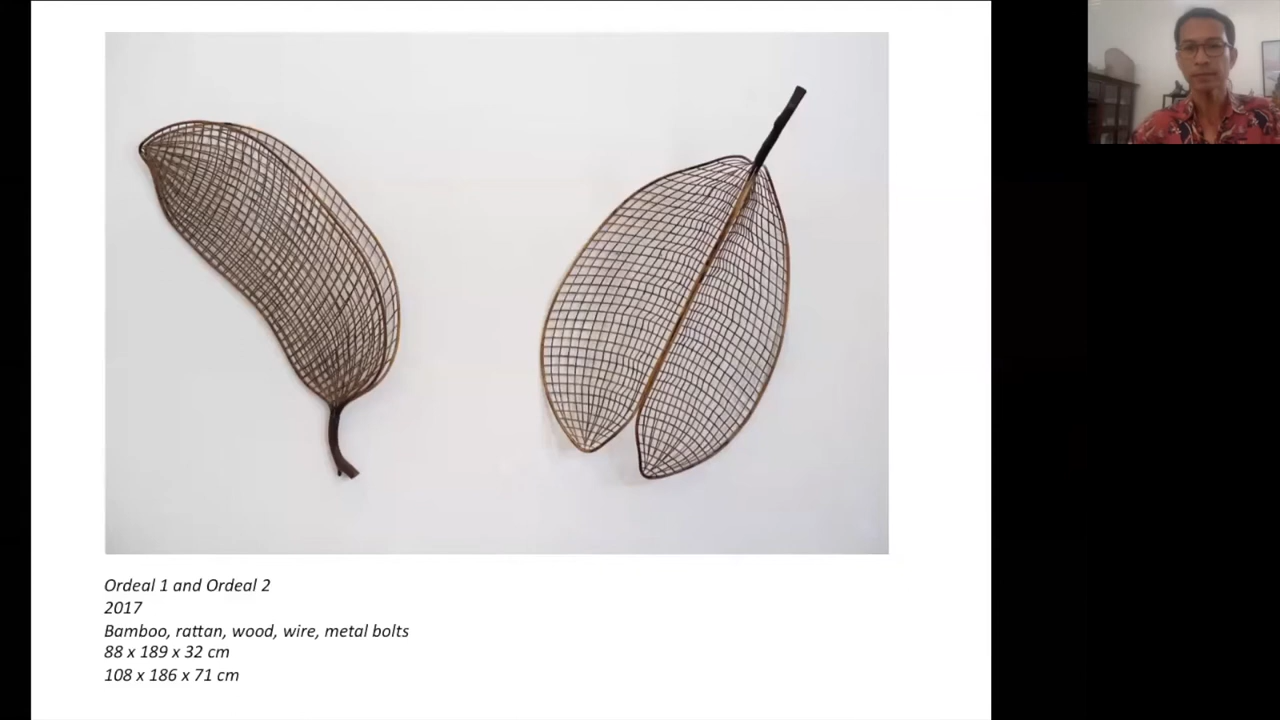 Ordeal 1 and Ordeal 2
2017
Bamboo, rattan, wood, wire, metal bolts
88 x 189 x 32 cm
108 x 186 x 71 cm